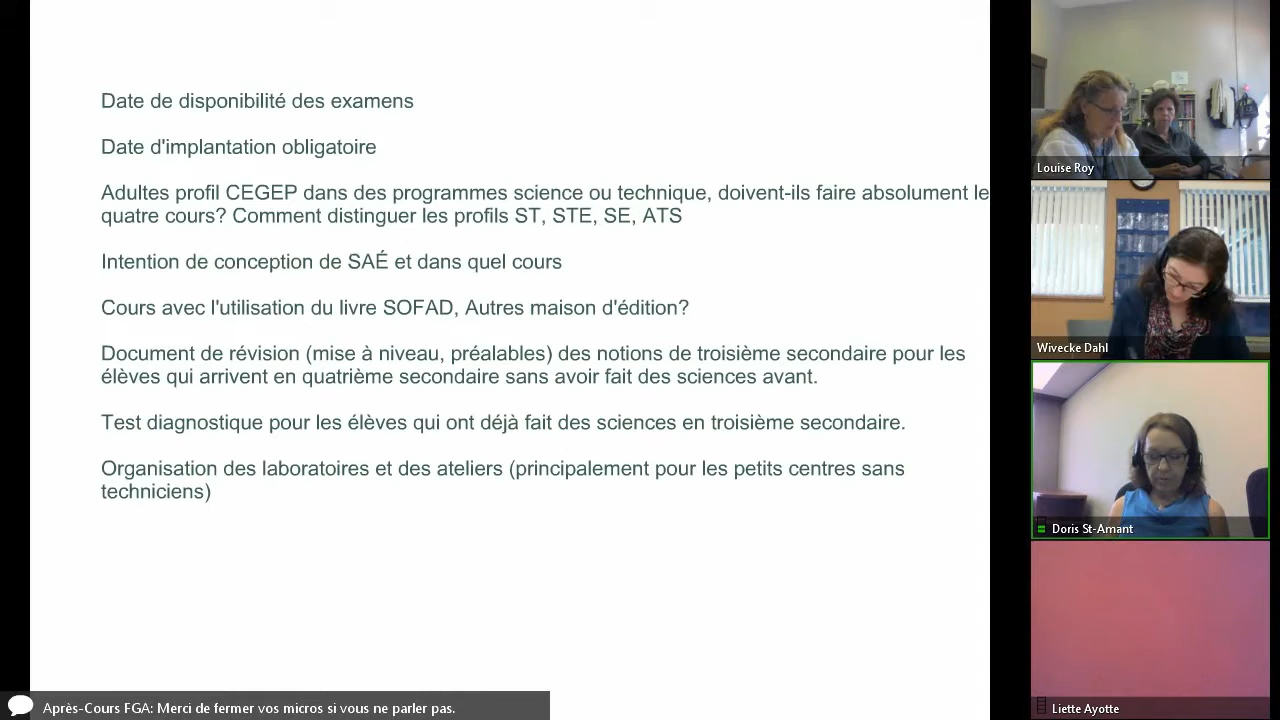 Date de disponibilité des examens
Date d'implantation obligatoire
Adultes profil CEGEP dans des programmes science ou technique, doivent-ils faire absolument le
quatre cours? Comment distinguer les profils ST, STE, SE, ATS
Intention de conception de SAÉ et dans quel cours
Cours avec l'utilisation du livre SOFAD, Autres maison d'édition?
Document de révision (mise à niveau, préalables) des notions de troisième secondaire pour les
élèves qui arrivent en quatrième secondaire sans avoir fait des sciences avant.
Test diagnostique pour les élèves qui ont déjà fait des sciences en troisième secondaire.
Organisation des laboratoires et des ateliers (principalement pour les petits centres sans
techniciens)
Après-Cours FGA: Merci de fermer vos micros si vous ne parler pas.
Louise Roy
Wivecke Dahl
Doris St-Amant
Liette Ayotte